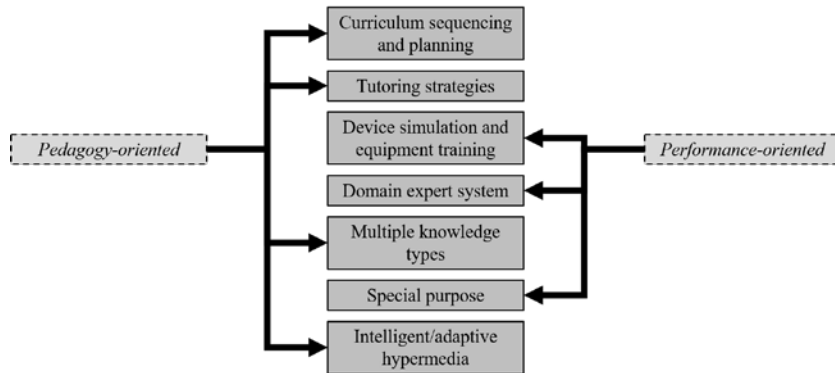 Curriculum sequencing
and planning
Tutoring strategies
Device simulation and
equipment training
Pedagogy-oriented
Performance-oriented
Domain expert system
Multiple knowledge
types
Special purpose
Intelligent/adaptive
hypermedia